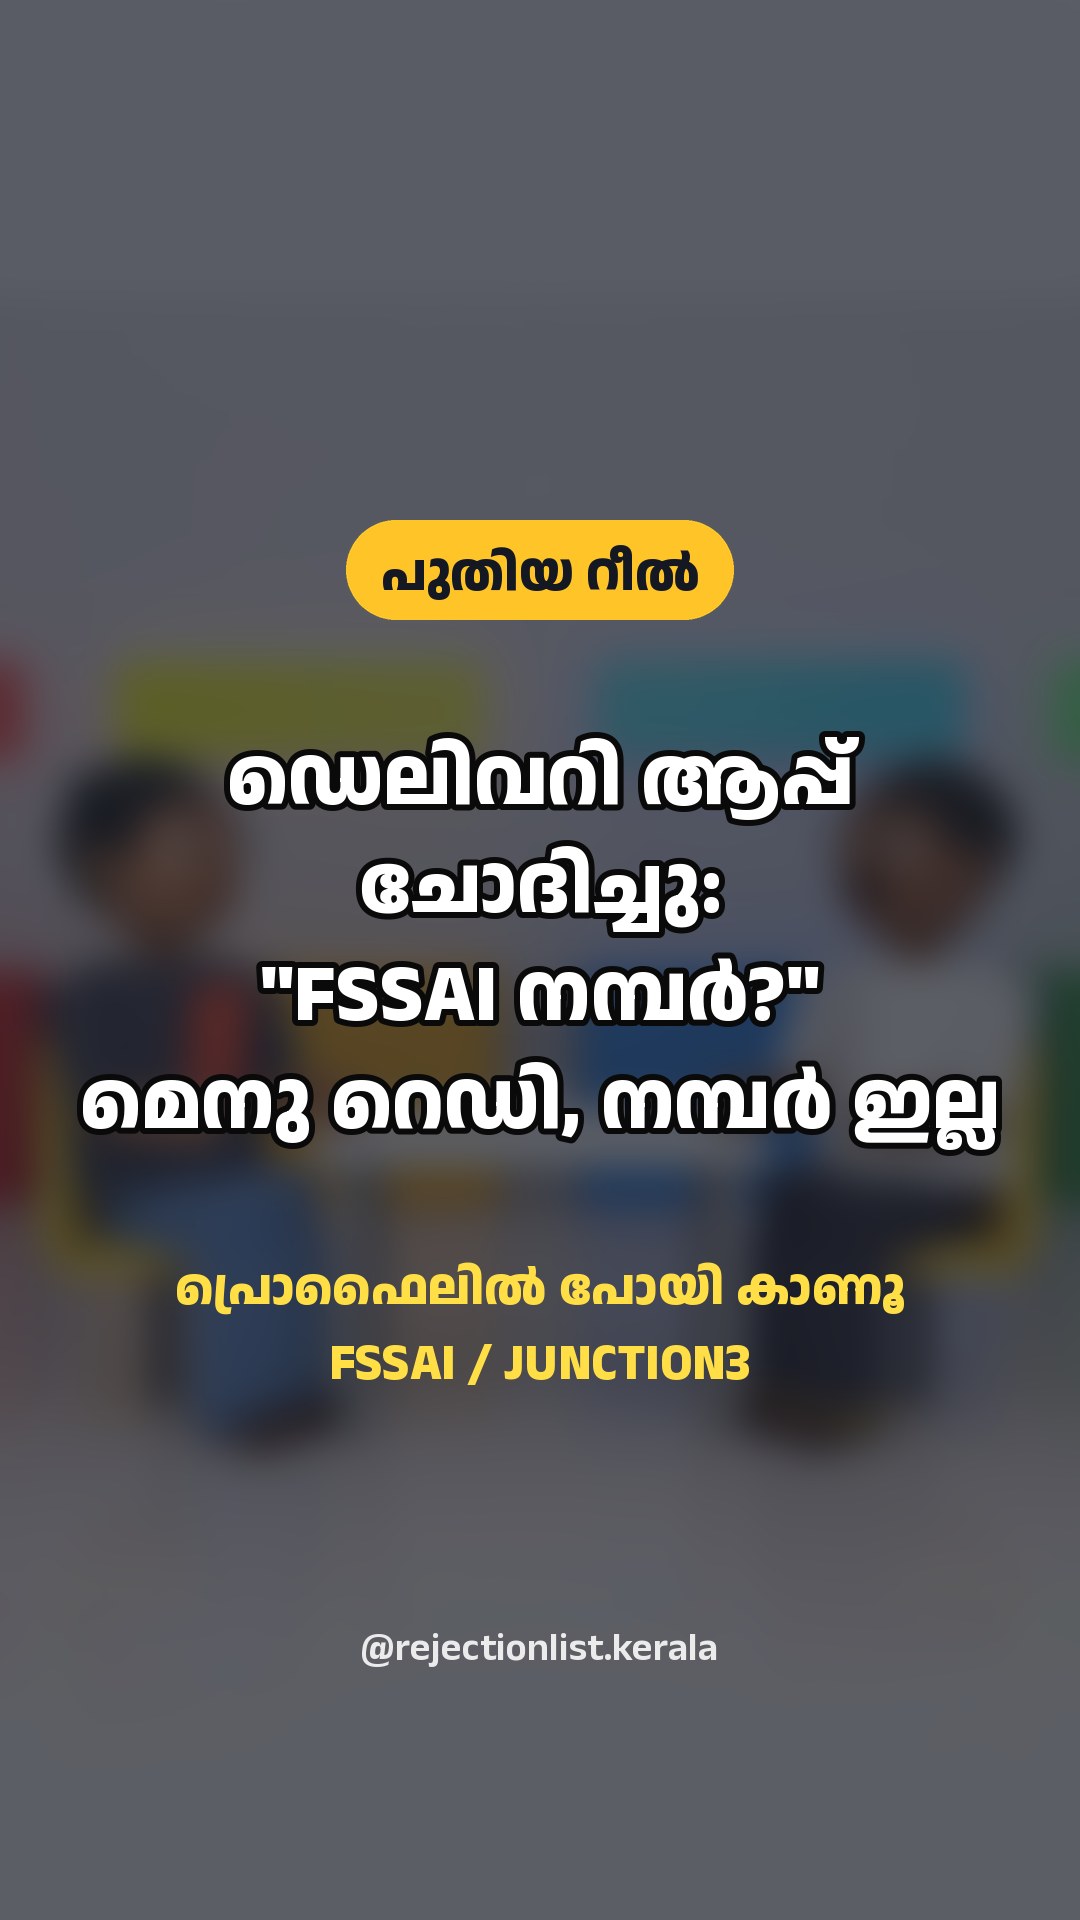 പുതിയ റീൽ
ഡെലിവറി ആപ്പ്
ചോദിച്ചു:
"FSSAI നമ്പർ?"
മെനു റെഡി, നമ്പർ ഇല്ല
പ്രൊഫൈലിൽ പോയി കാണൂ
FSSAI / JUNCTION3
@rejectionlist.kerala